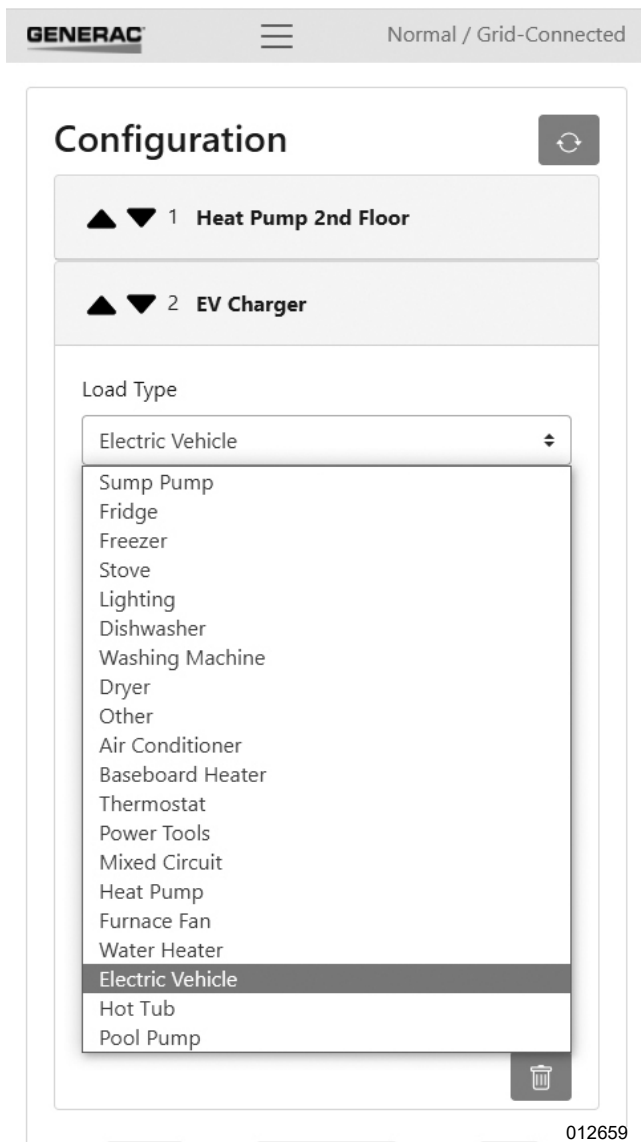 GENERAC
Normal / Grid-Connected
Configuration
1 Heat Pump 2nd Floor
2 EV Charger
Load Type
Electric Vehicle
Sump Pump
Fridge
Freezer
Stove
Lighting
Dishwasher
Washing Machine
Dryer
Other
Air Conditioner
Baseboard Heater
Thermostat
Power Tools
Mixed Circuit
Heat Pump
Furnace Fan
Water Heater
Electric Vehicle
Hot Tub
Pool Pump
012659